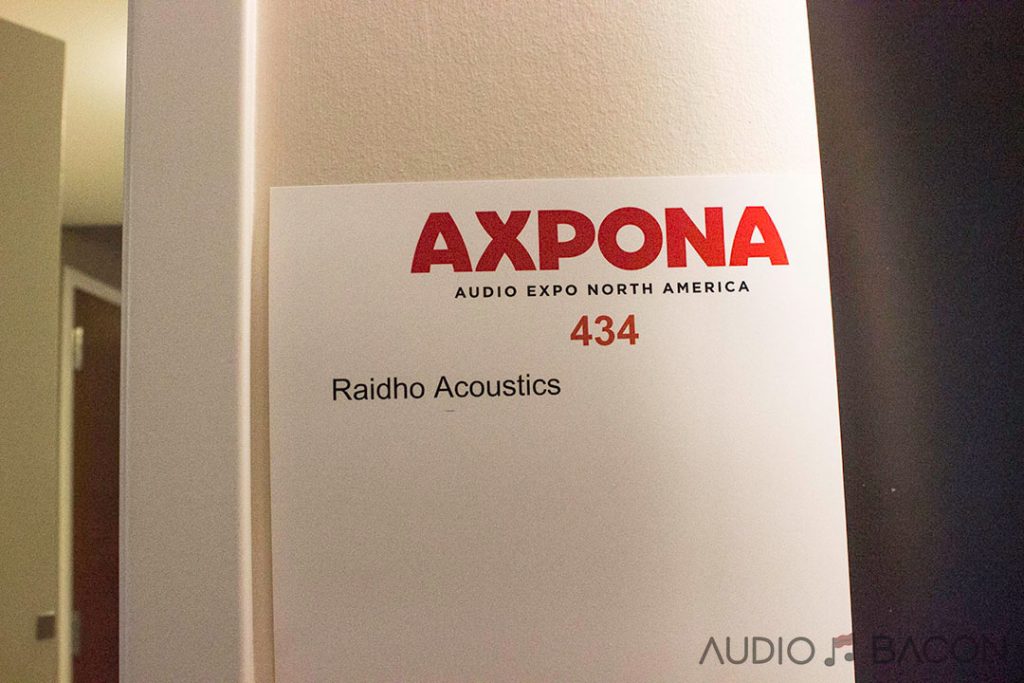 AXPONA
AUDIO EXPO NORTH AMERICA
434
Raidho Acoustics
AUDIO BACON